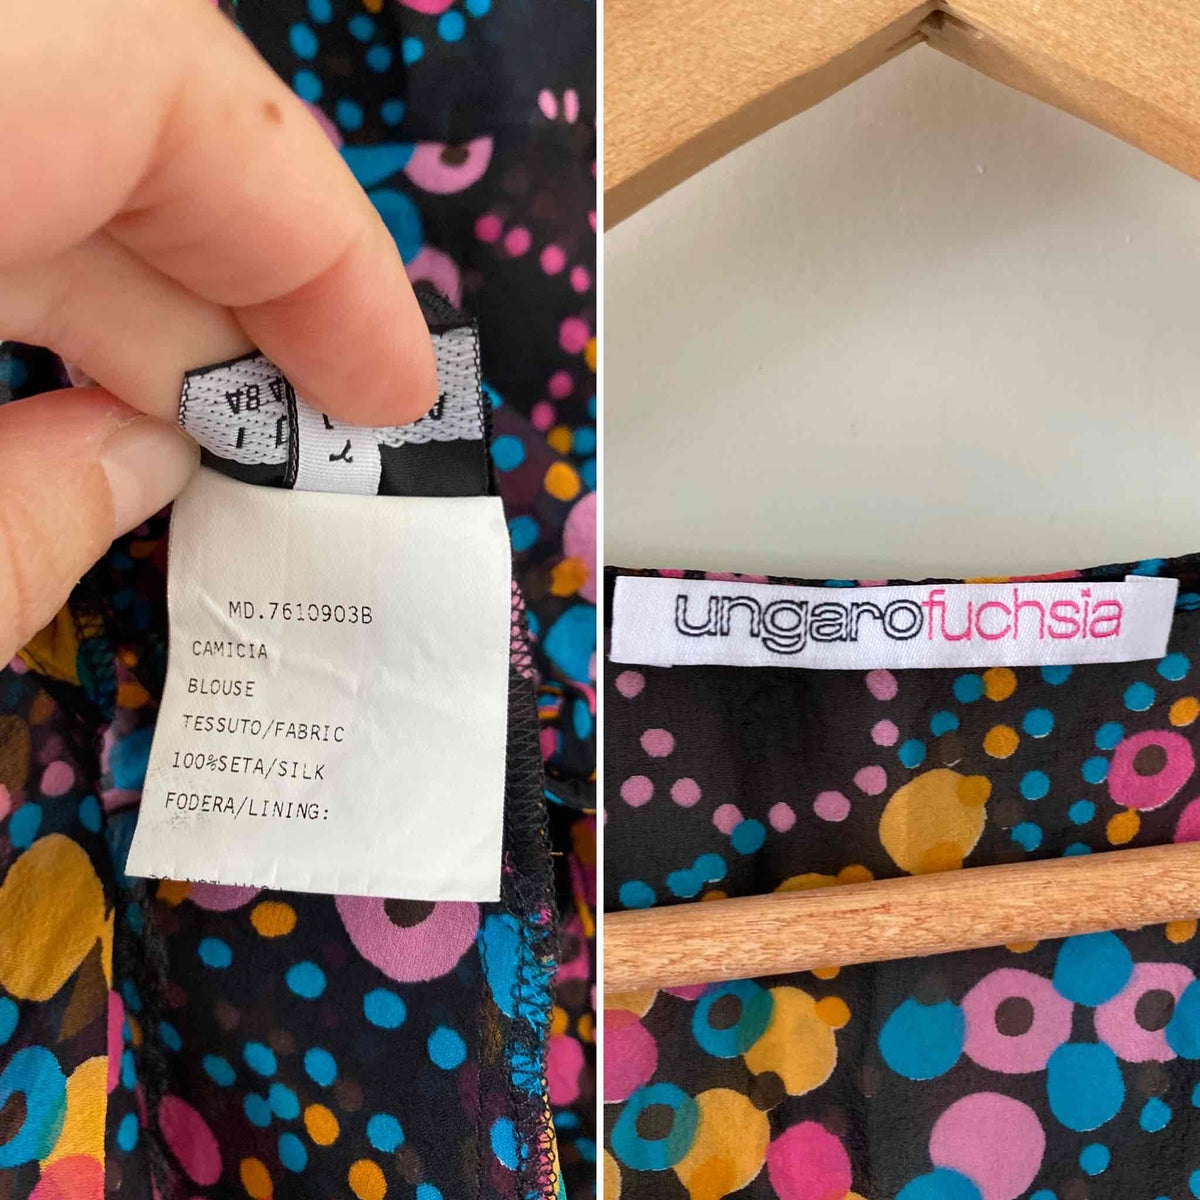 MD.7610903B
CAMICIA
BLOUSE
TESSUTO/FABRIC
100%SETA/SILK
FODERA/LINING:
ungarofuchsia